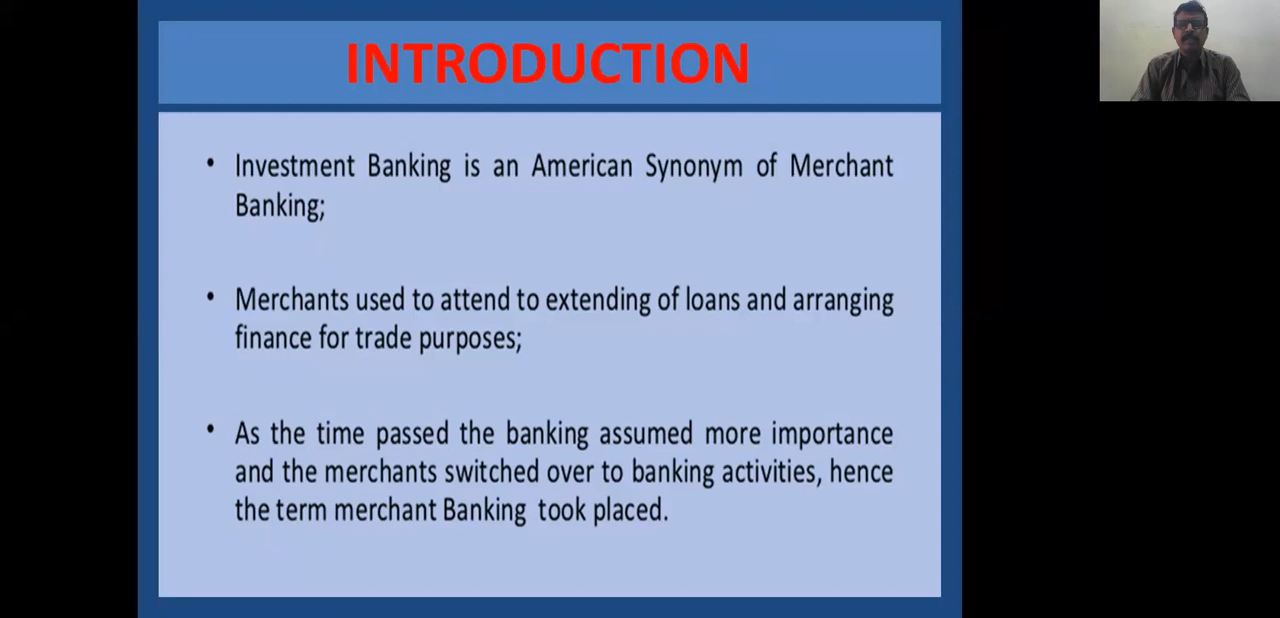 INTRODUCTION
• Investment Banking is an American Synonym of Merchant
Banking;
• Merchants used to attend to extending of loans and arranging
finance for trade purposes;
• As the time passed the banking assumed more importance
and the merchants switched over to banking activities, hence
the term merchant Banking took placed.